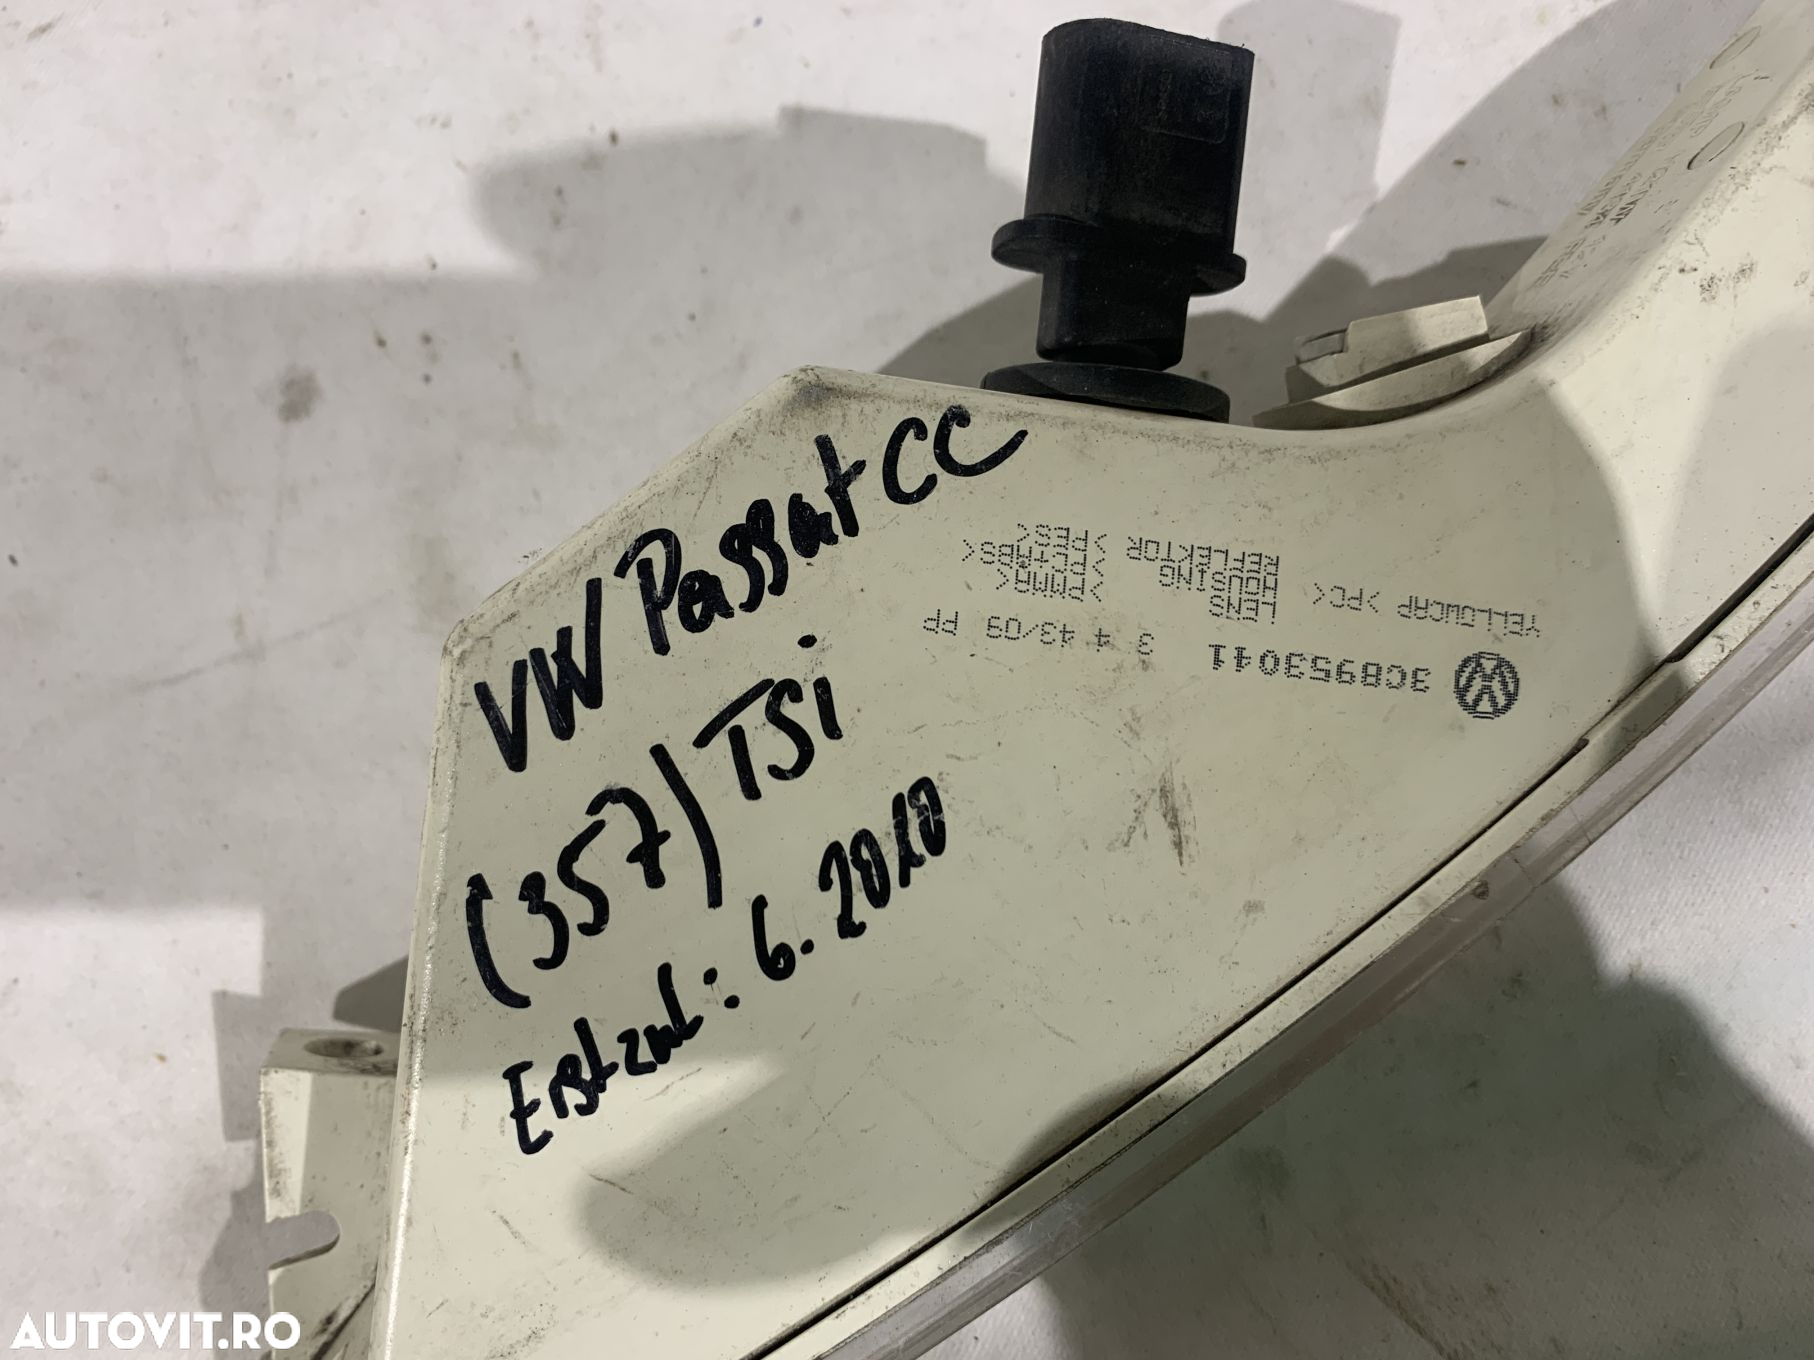 VW Passat CC
(357) TSi
Erstzul: 6.2010
3C8953041
3 4 43/09 PP
LENS >PMMA<
HOUSING >PC+ABS<
REFLEKTOR >PES<
YELLOWCAP >PC<
AUTOVIT.RO